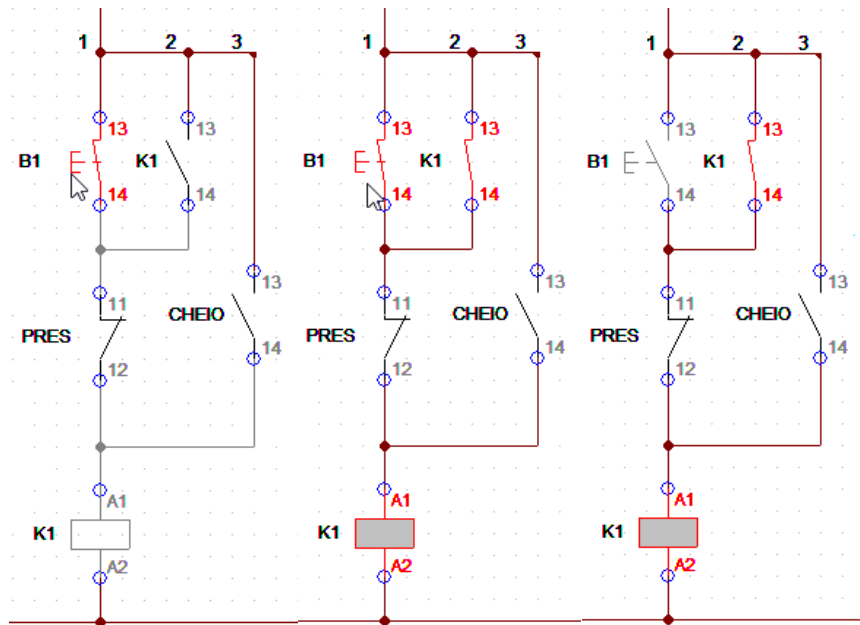 1 2 3 1 2 3 1 2 3
13 13 13 13 13 13
B1 K1 B1 K1 B1 K1
14 14 14 14 14 14
13 13 13
11 11 11
CHEIO CHEIO CHEIO
PRES PRES PRES
14 14 14
12 12 12
A1 A1 A1
K1 K1 K1
A2 A2 A2